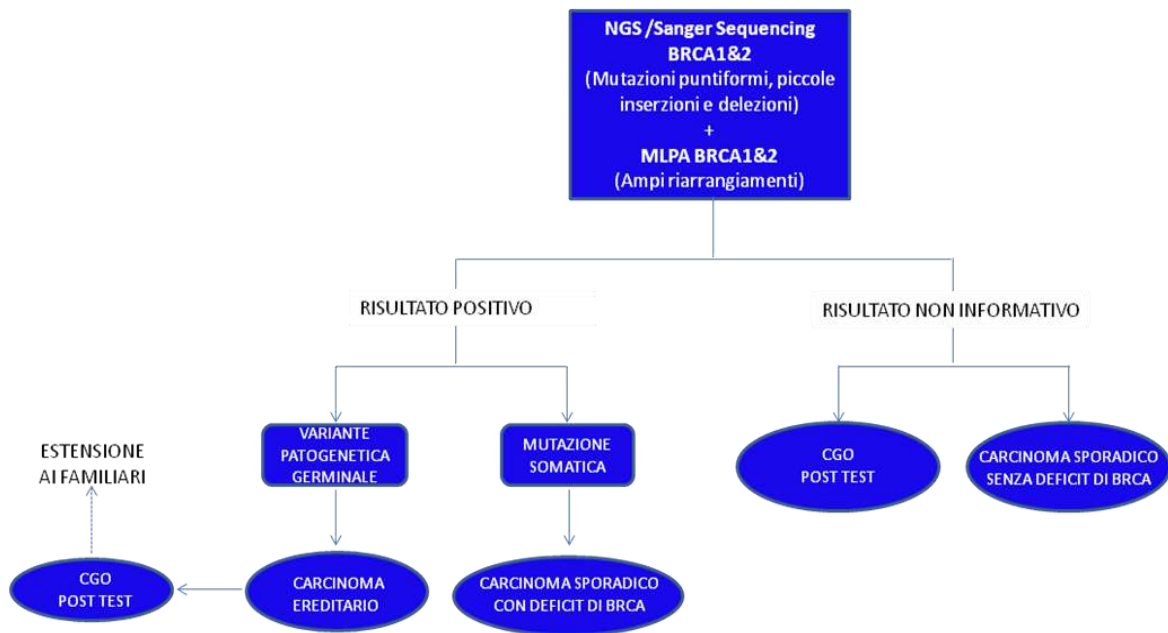 NGS /Sanger Sequencing
BRCA1&2
(Mutazioni puntiformi, piccole
inserzioni e delezioni)
+
MLPA BRCA1&2
(Ampi riarrangiamenti)
RISULTATO POSITIVO
RISULTATO NON INFORMATIVO
ESTENSIONE
AI FAMILIARI
VARIANTE
PATOGENETICA
GERMINALE
MUTAZIONE
SOMATICA
CGO
POST TEST
CARCINOMA SPORADICO
SENZA DEFICIT DI BRCA
CGO
POST TEST
CARCINOMA
EREDITARIO
CARCINOMA SPORADICO
CON DEFICIT DI BRCA